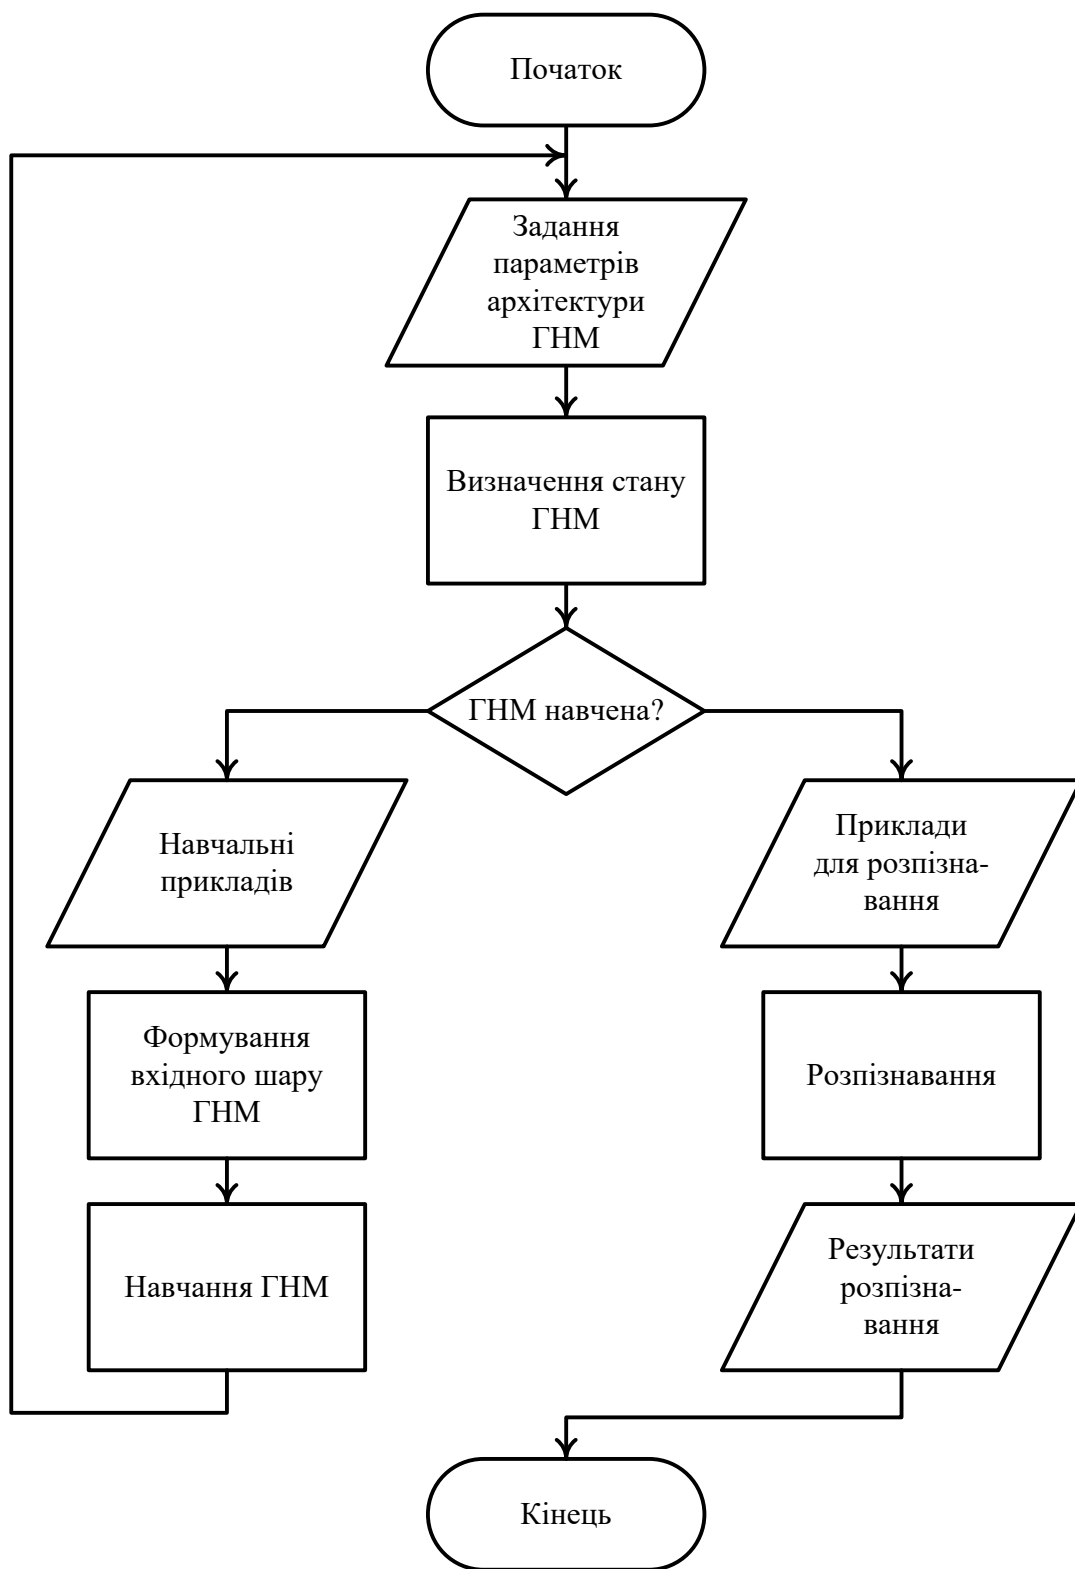 Початок
Задання
параметрів
архітектури
ГНМ
Визначення стану
ГНМ
ГНМ навчена?
Навчальні
прикладів
Формування
вхідного шару
ГНМ
Навчання ГНМ
Приклади
для розпізна-
вання
Розпізнавання
Результати
розпізна-
вання
Кінець